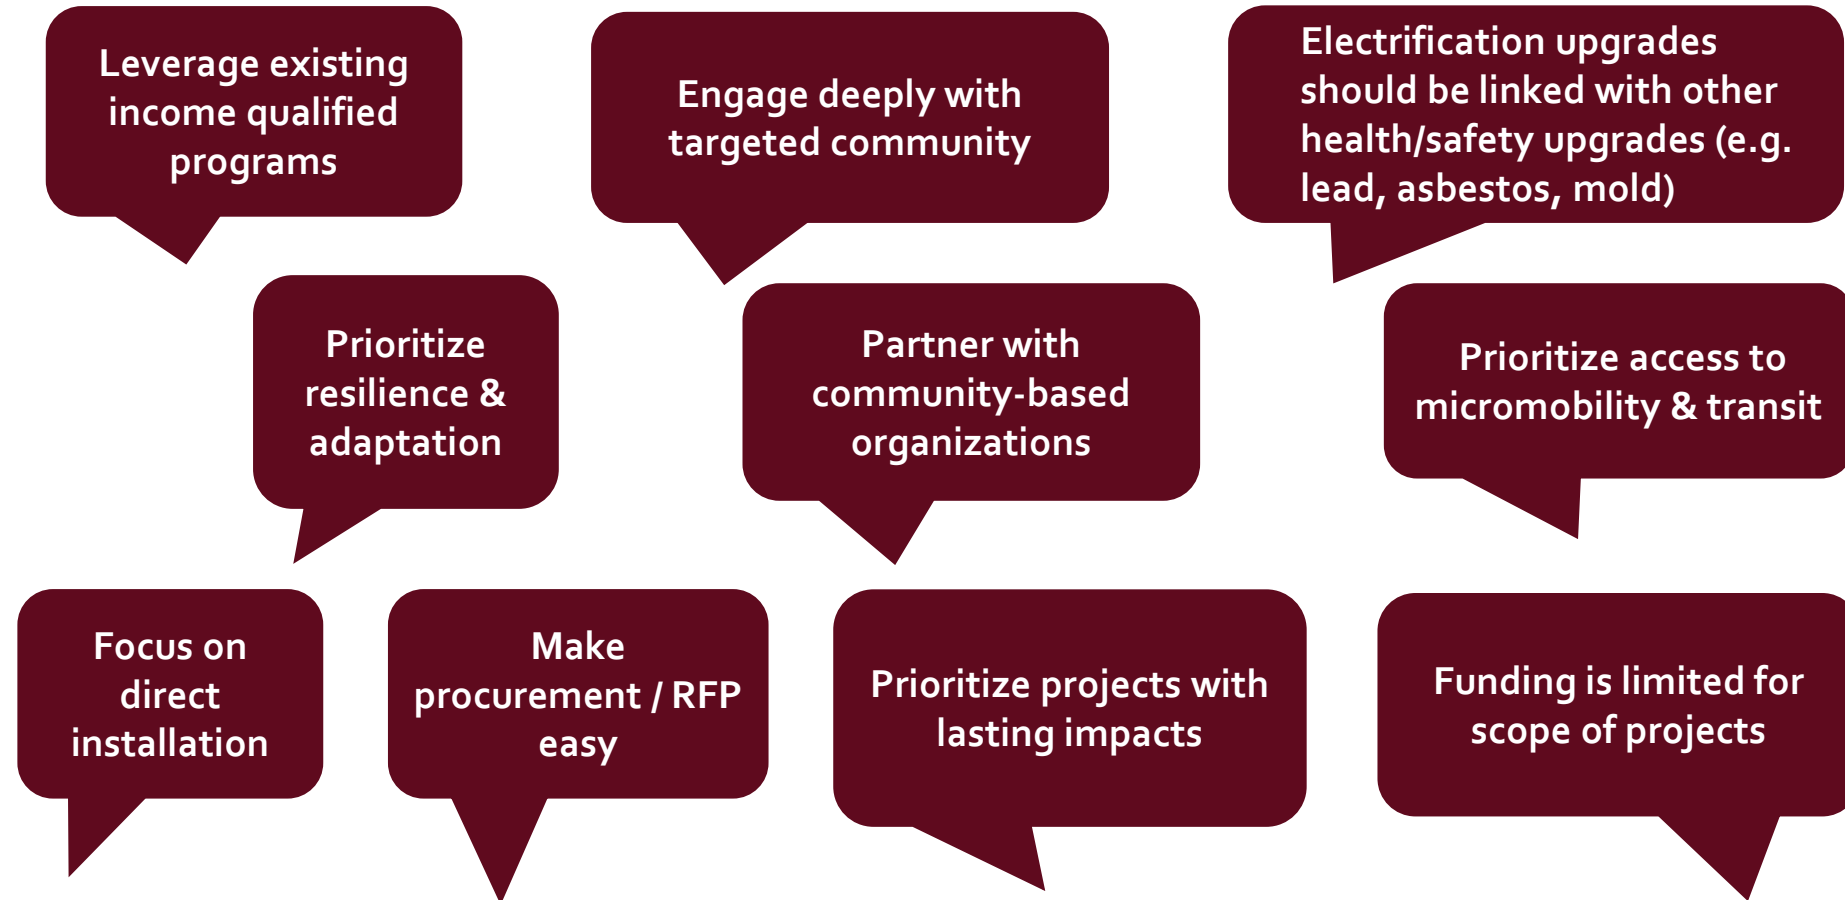 Leverage existing
income qualified
programs
Engage deeply with
targeted community
Electrification upgrades
should be linked with other
health/safety upgrades (e.g.
lead, asbestos, mold)
Prioritize
resilience &
adaptation
Partner with
community-based
organizations
Prioritize access to
micromobility & transit
Focus on
direct
installation
Make
procurement / RFP
easy
Prioritize projects with
lasting impacts
Funding is limited for
scope of projects